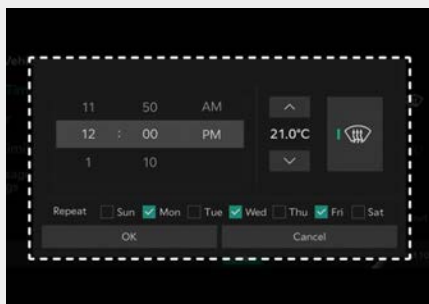 11 50 AM
12 : 00 PM 21.0°C
1 10
Repeat Sun Mon Tue Wed Thu Fri Sat
OK Cancel